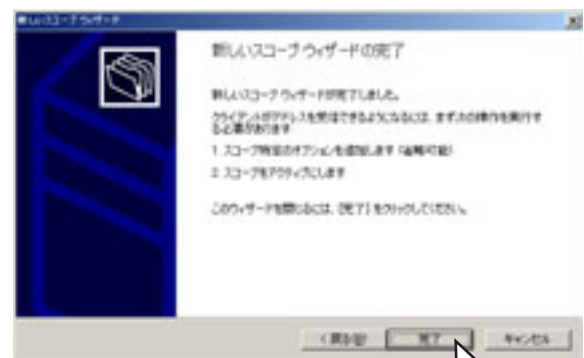 新しいスコープ ウィザード
新しいスコープ ウィザードの完了
新しいスコープ ウィザードが完了しました。
クライアントがアドレスを受信できるようになるには、まず次の操作を実行す
る必要があります
1. スコープ特定のオプションを追加します (省略可能)
2. スコープをアクティブにします
このウィザードを閉じるには、[完了] をクリックしてください。
< 戻る(B)
完了
キャンセル